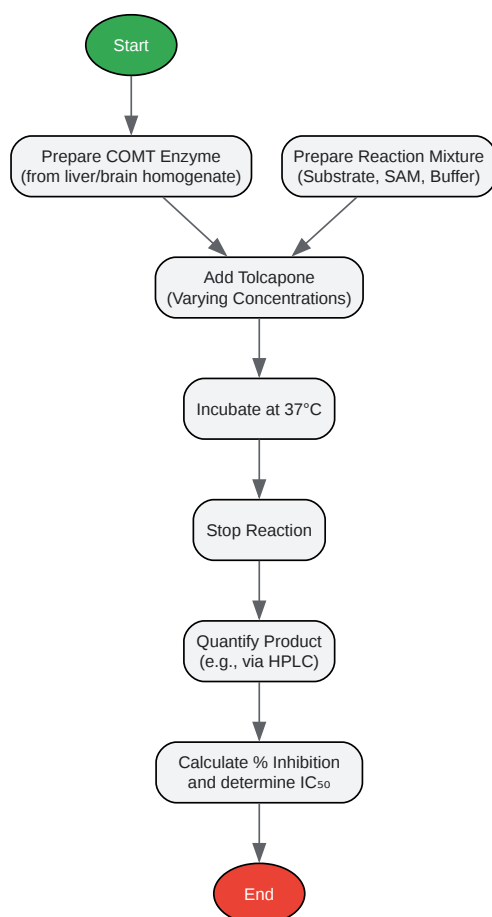 Start
Prepare COMT Enzyme
(from liver/brain homogenate)
Prepare Reaction Mixture
(Substrate, SAM, Buffer)
Add Tolcapone
(Varying Concentrations)
Incubate at 37°C
Stop Reaction
Quantify Product
(e.g., via HPLC)
Calculate % Inhibition
and determine IC₅₀
End